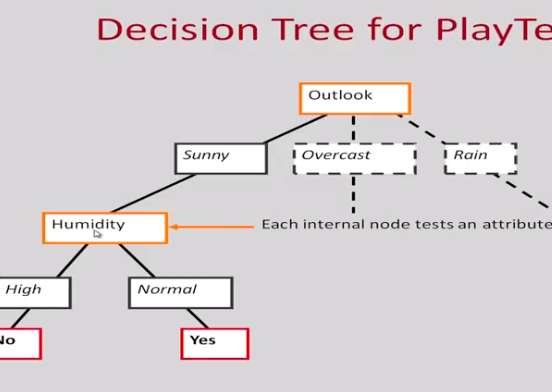 Decision Tree for PlayTe
Outlook
Sunny
Overcast
Rain
Humidity
Each internal node tests an attribute
High
Normal
No
Yes